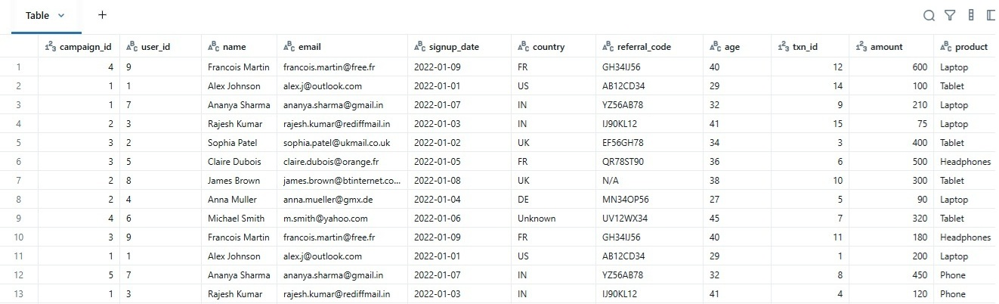 Table +
123 campaign_id ABC user_id ABC name ABC email ABC signup_date ABC country ABC referral_code ABC age 123 txn_id 123 amount ABC product
1 4 9 Francois Martin francois.martin@free.fr 2022-01-09 FR GH34IJ56 40 12 600 Laptop
2 1 1 Alex Johnson alex.j@outlook.com 2022-01-01 US AB12CD34 29 14 100 Tablet
3 1 7 Ananya Sharma ananya.sharma@gmail.in 2022-01-07 IN YZ56AB78 32 9 210 Laptop
4 2 3 Rajesh Kumar rajesh.kumar@rediffmail.in 2022-01-03 IN IJ90KL12 41 15 75 Laptop
5 3 2 Sophia Patel sophia.patel@ukmail.co.uk 2022-01-02 UK EF56GH78 34 3 400 Tablet
6 3 5 Claire Dubois claire.dubois@orange.fr 2022-01-05 FR QR78ST90 36 6 500 Headphones
7 2 8 James Brown james.brown@btinternet.co... 2022-01-08 UK N/A 38 10 300 Tablet
8 2 4 Anna Muller anna.mueller@gmx.de 2022-01-04 DE MN34OP56 27 5 90 Laptop
9 4 6 Michael Smith m.smith@yahoo.com 2022-01-06 Unknown UV12WX34 45 7 320 Tablet
10 3 9 Francois Martin francois.martin@free.fr 2022-01-09 FR GH34IJ56 40 11 180 Headphones
11 1 1 Alex Johnson alex.j@outlook.com 2022-01-01 US AB12CD34 29 1 200 Laptop
12 5 7 Ananya Sharma ananya.sharma@gmail.in 2022-01-07 IN YZ56AB78 32 8 450 Phone
13 1 3 Rajesh Kumar rajesh.kumar@rediffmail.in 2022-01-03 IN IJ90KL12 41 4 120 Phone